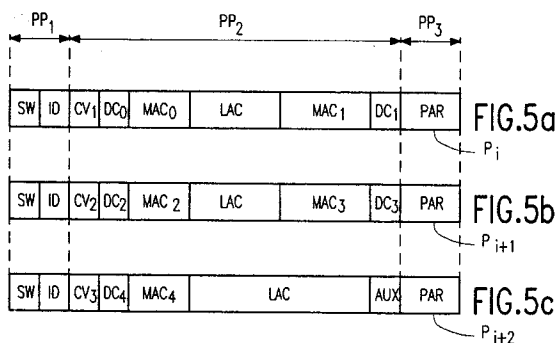 PP1 PP2 PP3
SW ID CV1 DC0 MAC0 LAC MAC1 DC1 PAR FIG.5a
Pi
SW ID CV2 DC2 MAC2 LAC MAC3 DC3 PAR FIG.5b
Pi+1
SW ID CV3 DC4 MAC4 LAC AUX PAR FIG.5c
Pi+2